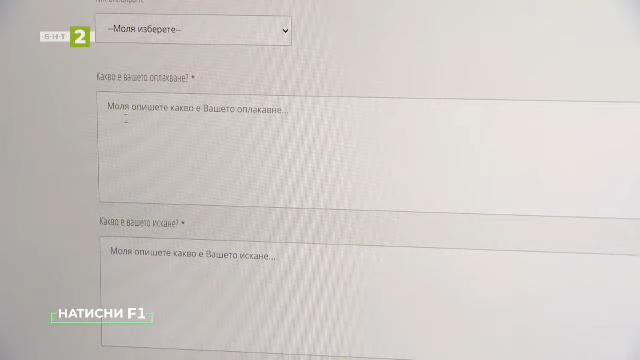 --Моля изберете--
БНТ 2
Какво е вашето оплакване? *
Моля опишете какво е Вашето оплакавне...
Какво е вашето искане? *
Моля опишете какво е Вашето искане...
НАТИСНИ F1